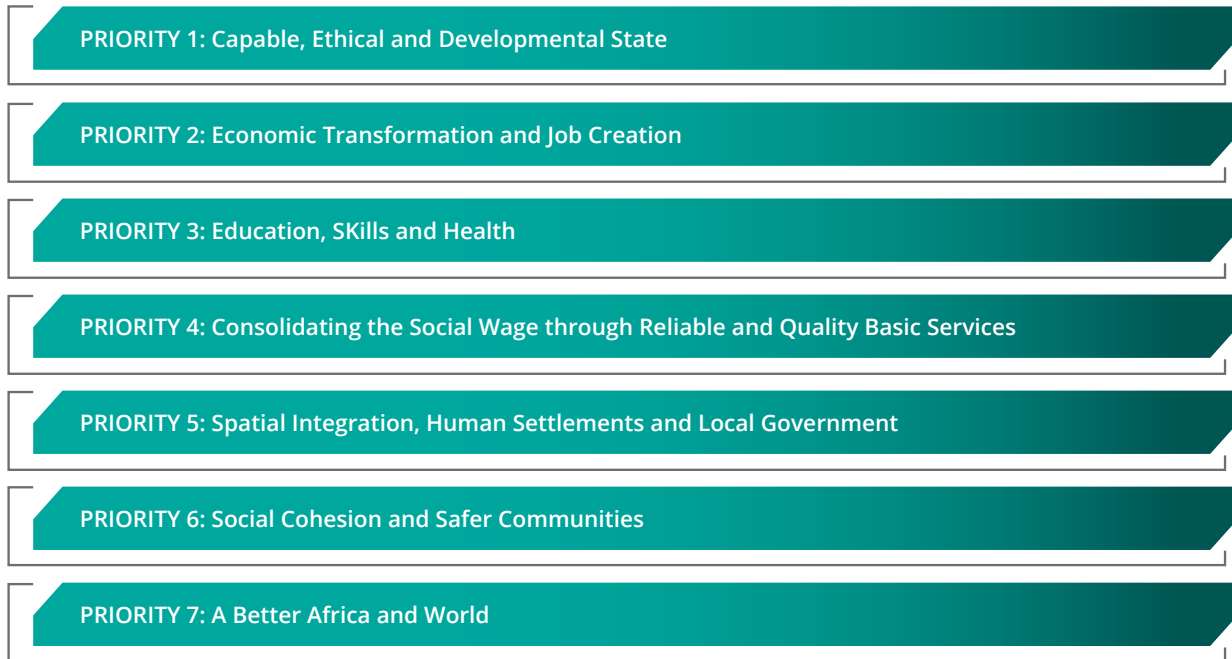 PRIORITY 1: Capable, Ethical and Developmental State
PRIORITY 2: Economic Transformation and Job Creation
PRIORITY 3: Education, SKills and Health
PRIORITY 4: Consolidating the Social Wage through Reliable and Quality Basic Services
PRIORITY 5: Spatial Integration, Human Settlements and Local Government
PRIORITY 6: Social Cohesion and Safer Communities
PRIORITY 7: A Better Africa and World